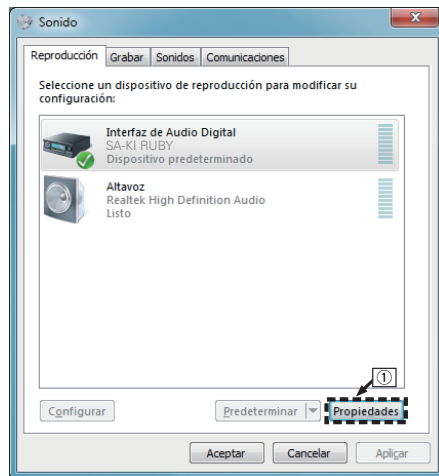 Sonido
Reproducción Grabar Sonidos Comunicaciones
Seleccione un dispositivo de reproducción para modificar su
configuración:
Interfaz de Audio Digital
SA-KI RUBY
Dispositivo predeterminado
Altavoz
Realtek High Definition Audio
Listo
①
Configurar Predeterminar Propiedades
Aceptar Cancelar Aplicar